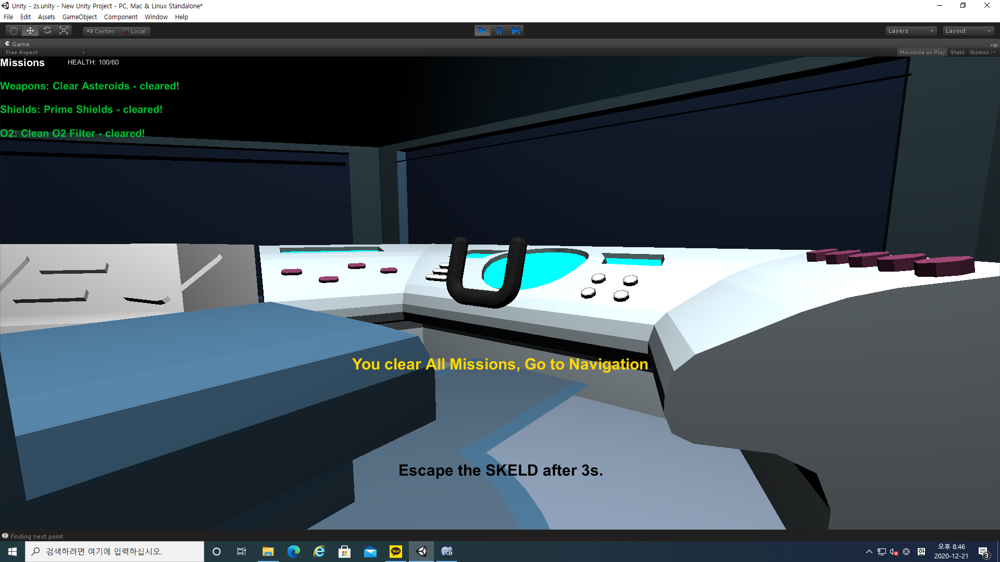 Unity - zs.unity - New Unity Project - PC, Mac & Linux Standalone*
File Edit Assets GameObject Component Window Help
Center Local Layers Layout
Game
Free Aspect Maximize on Play Stats Gizmos
Missions HEALTH: 100/60
Weapons: Clear Asteroids - cleared!
Shields: Prime Shields - cleared!
O2: Clean O2 Filter - cleared!
You clear All Missions, Go to Navigation
Escape the SKELD after 3s.
Finding next point
검색하려면 여기에 입력하십시오.
TALK
한
오후 8:46
2020-12-21
3